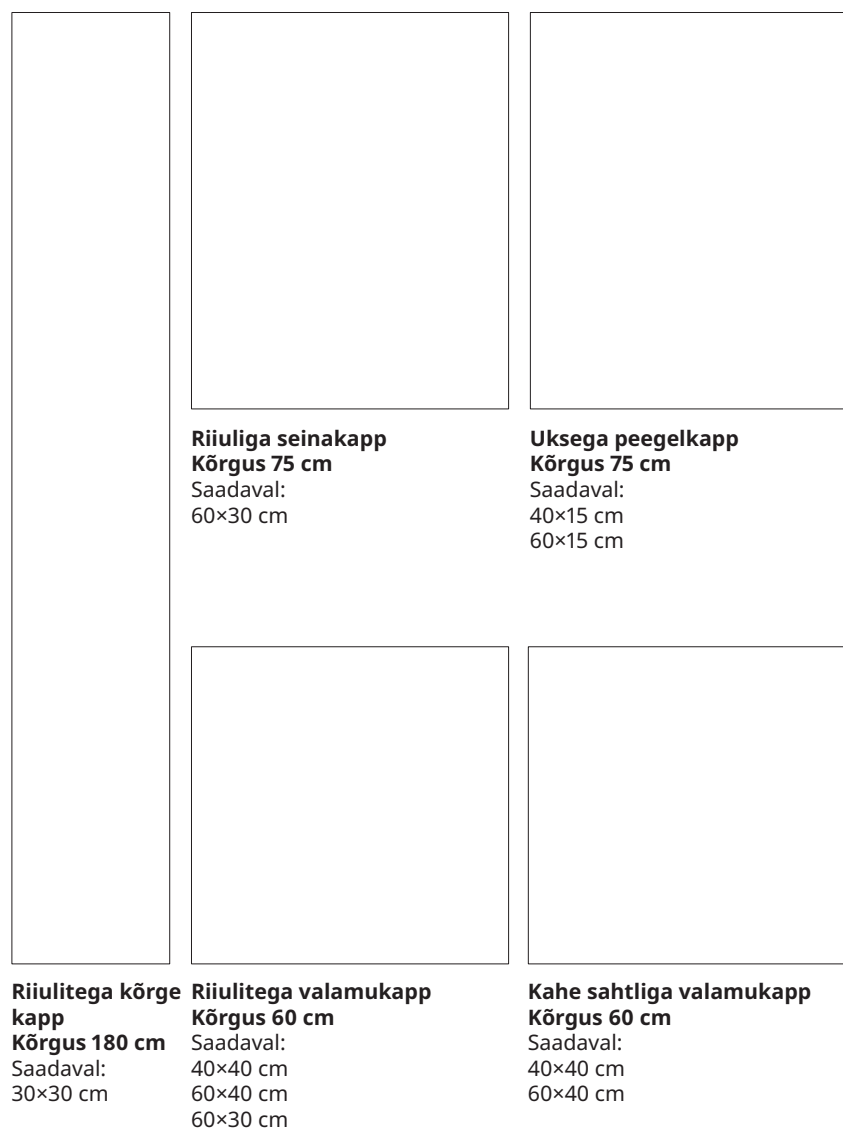 Riiuliga seinakapp
Kõrgus 75 cm
Saadaval:
60×30 cm
Uksega peegelkapp
Kõrgus 75 cm
Saadaval:
40×15 cm
60×15 cm
Riiulitega kõrge
kapp
Kõrgus 180 cm
Saadaval:
30×30 cm
Riiulitega valamukapp
Kõrgus 60 cm
Saadaval:
40×40 cm
60×40 cm
60×30 cm
Kahe sahtliga valamukapp
Kõrgus 60 cm
Saadaval:
40×40 cm
60×40 cm